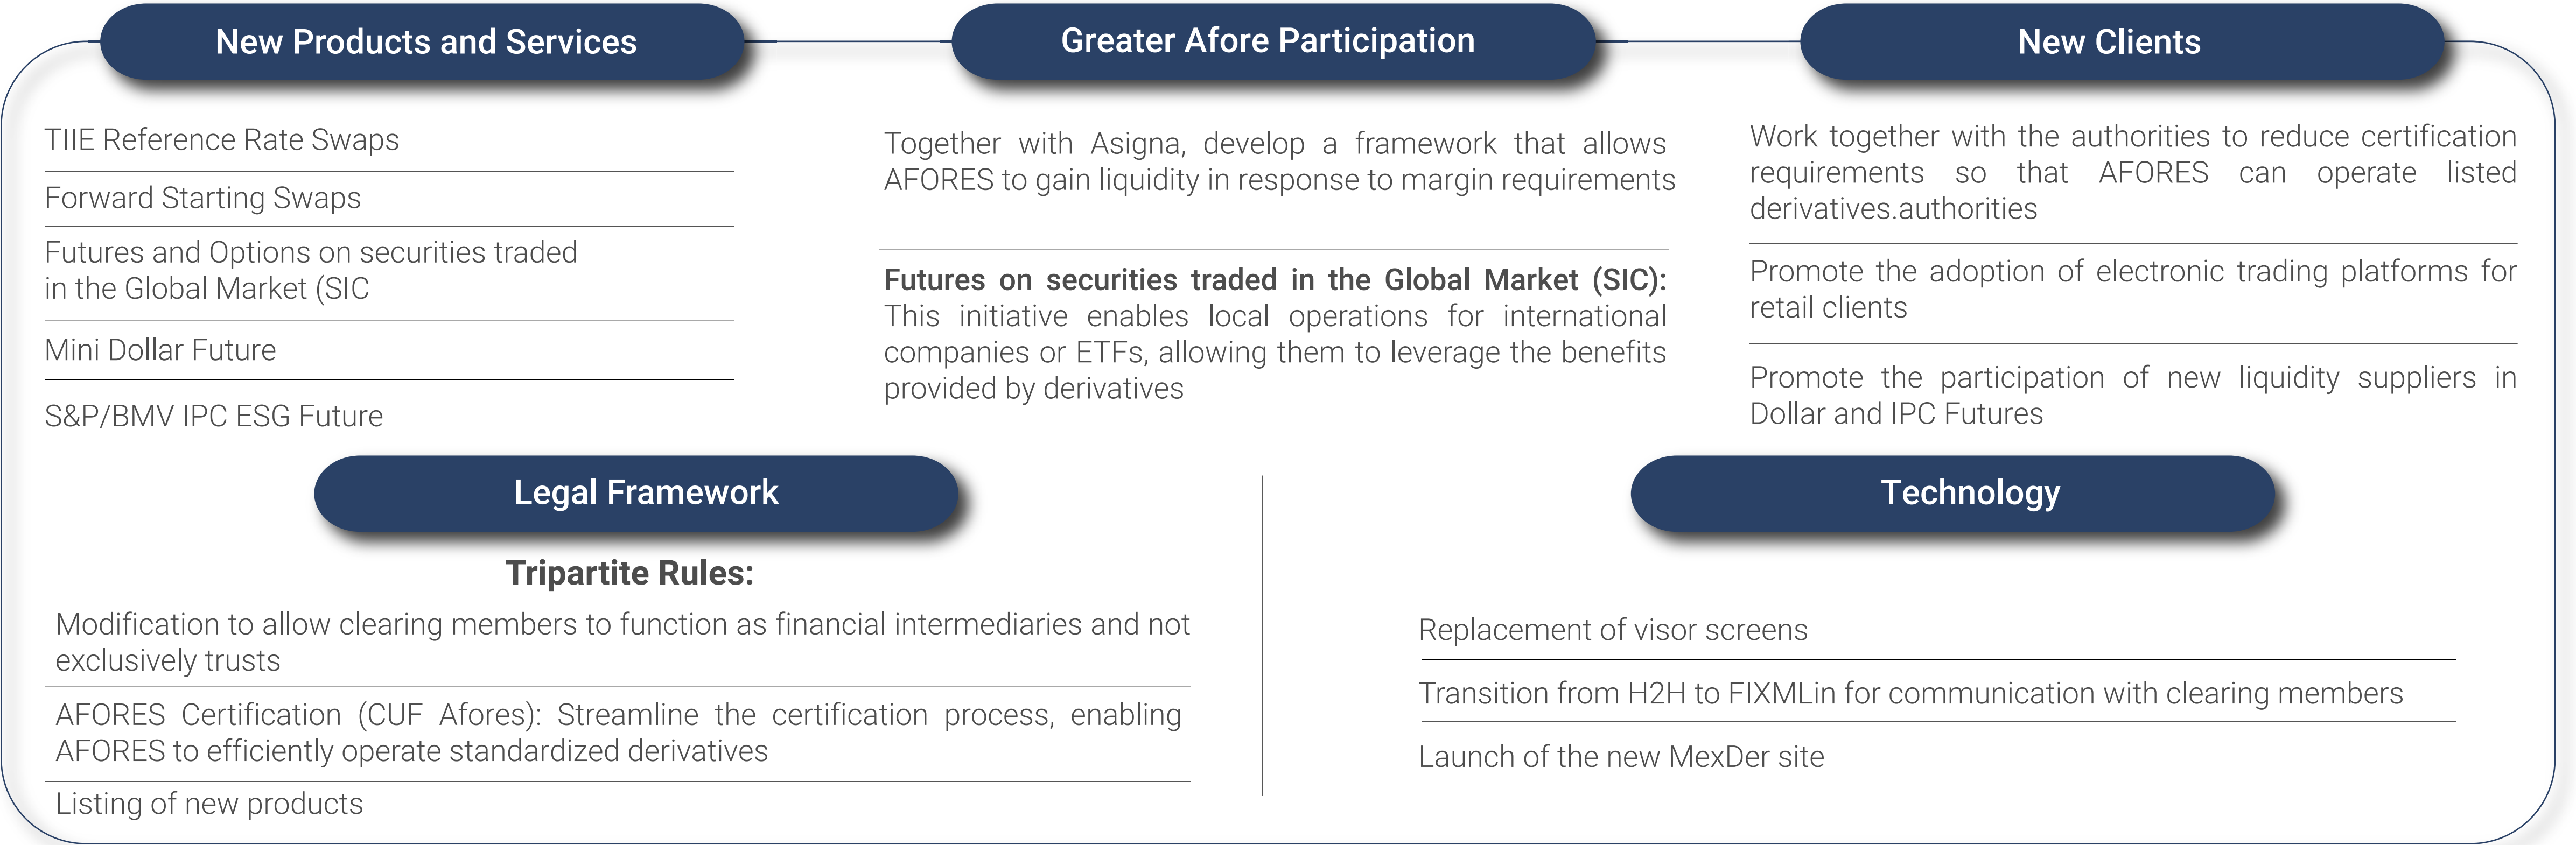 New Products and Services
TIIE Reference Rate Swaps
Forward Starting Swaps
Futures and Options on securities traded
in the Global Market (SIC
Mini Dollar Future
S&P/BMV IPC ESG Future
Greater Afore Participation
Together with Asigna, develop a framework that allows
AFORES to gain liquidity in response to margin requirements
Futures on securities traded in the Global Market (SIC):
This initiative enables local operations for international
companies or ETFs, allowing them to leverage the benefits
provided by derivatives
New Clients
Work together with the authorities to reduce certification
requirements so that AFORES can operate listed
derivatives.authorities
Promote the adoption of electronic trading platforms for
retail clients
Promote the participation of new liquidity suppliers in
Dollar and IPC Futures
Legal Framework
Tripartite Rules:
Modification to allow clearing members to function as financial intermediaries and not
exclusively trusts
AFORES Certification (CUF Afores): Streamline the certification process, enabling
AFORES to efficiently operate standardized derivatives
Listing of new products
Technology
Replacement of visor screens
Transition from H2H to FIXMLin for communication with clearing members
Launch of the new MexDer site